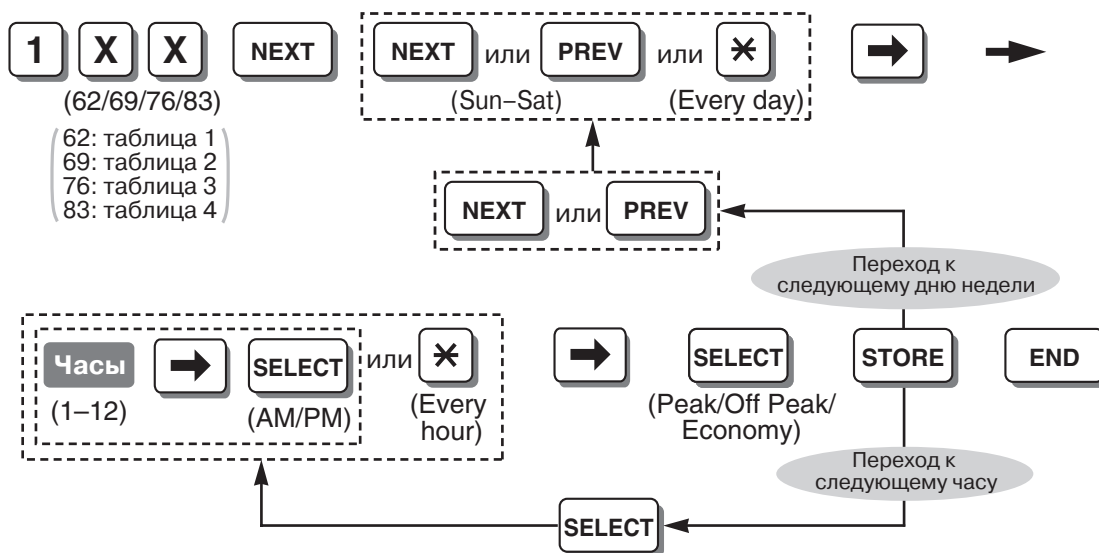 1 X X NEXT NEXT или PREV или ✳ ➡ ➡
(62/69/76/83) (Sun–Sat) (Every day)
62: таблица 1
69: таблица 2
76: таблица 3
83: таблица 4
NEXT или PREV
Переход к
следующему дню недели
Часы ➡ SELECT или ✳ ➡ SELECT STORE END
(1–12) (AM/PM) (Every
hour)
(Peak/Off Peak/
Economy)
Переход к
следующему часу
SELECT